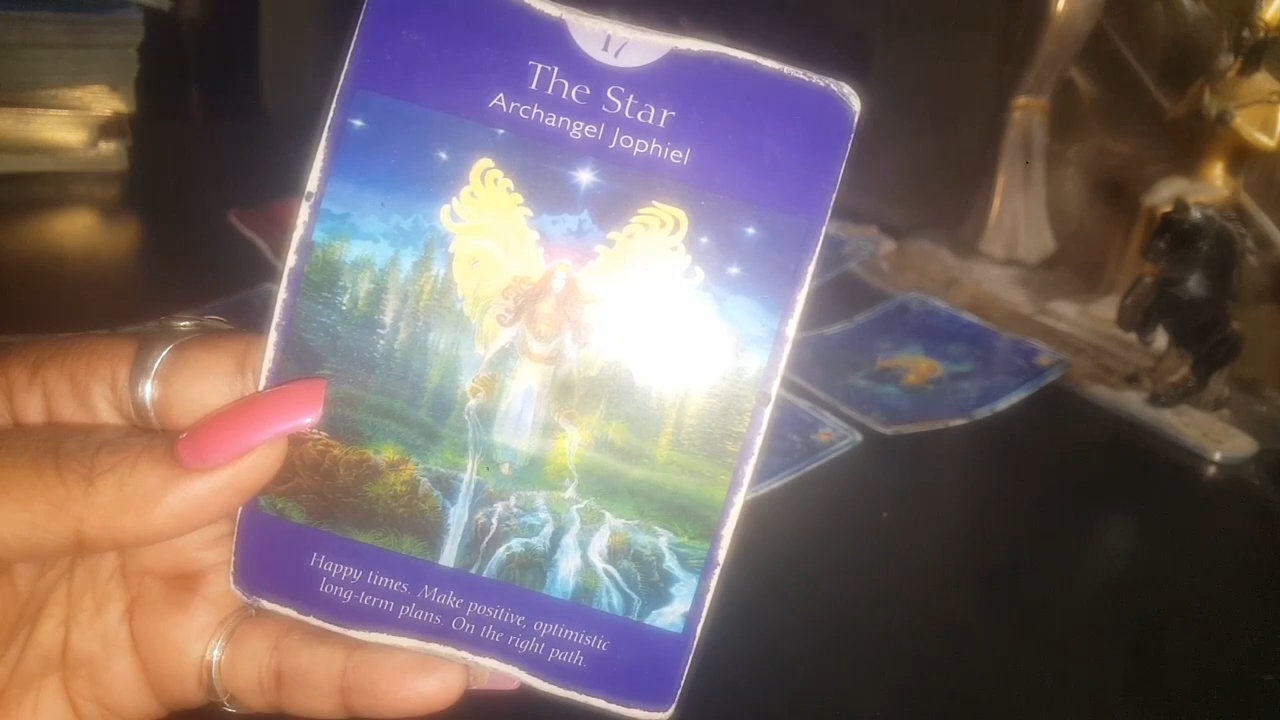 17
The Star
Archangel Jophiel
Happy times. Make positive, optimistic
long-term plans. On the right path.